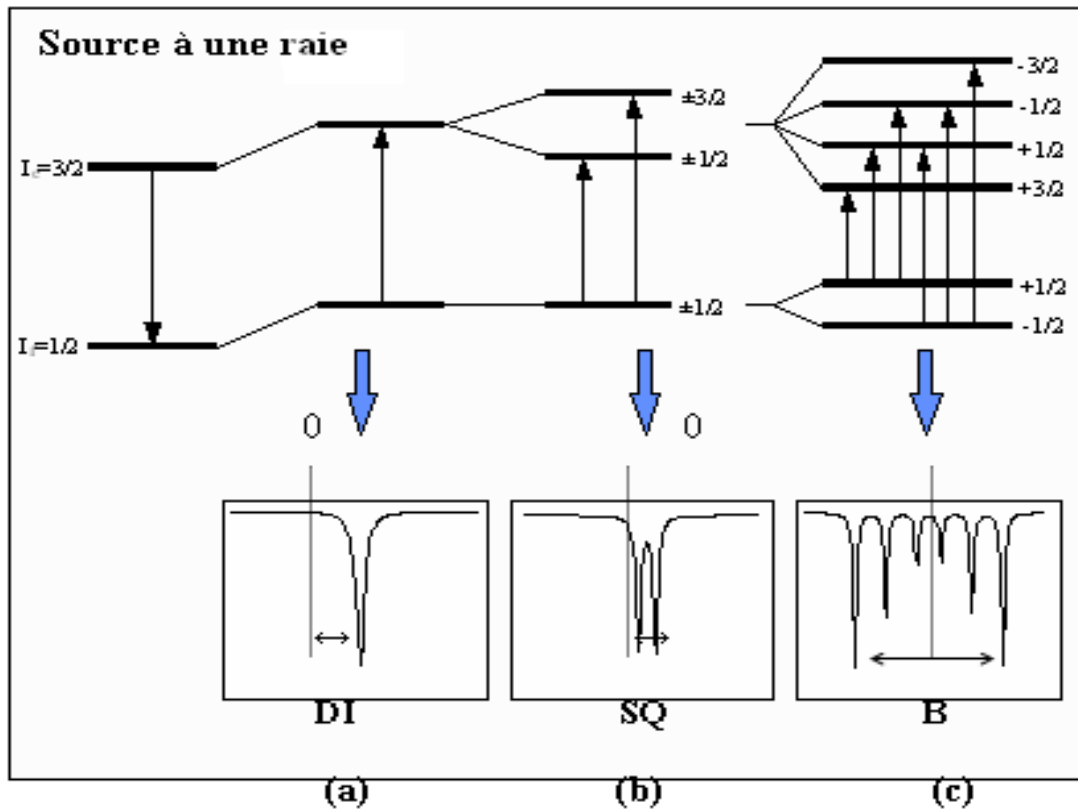 Source à une raie
-3/2
±3/2
-1/2
±1/2
+1/2
Iₑ=3/2
+3/2
+1/2
±1/2
-1/2
I=1/2
0
0
DI
SQ
B
(a)
(b)
(c)